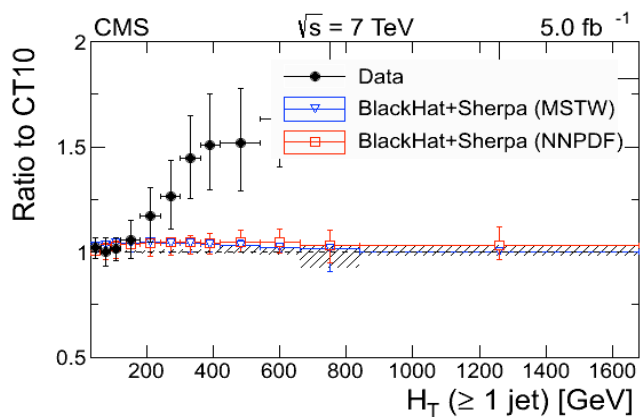 CMS √s = 7 TeV 5.0 fb -1
Data
BlackHat+Sherpa (MSTW)
BlackHat+Sherpa (NNPDF)
Ratio to CT10
2
1.5
1
0.5
200 400 600 800 1000 1200 1400 1600
H_T (≥ 1 jet) [GeV]